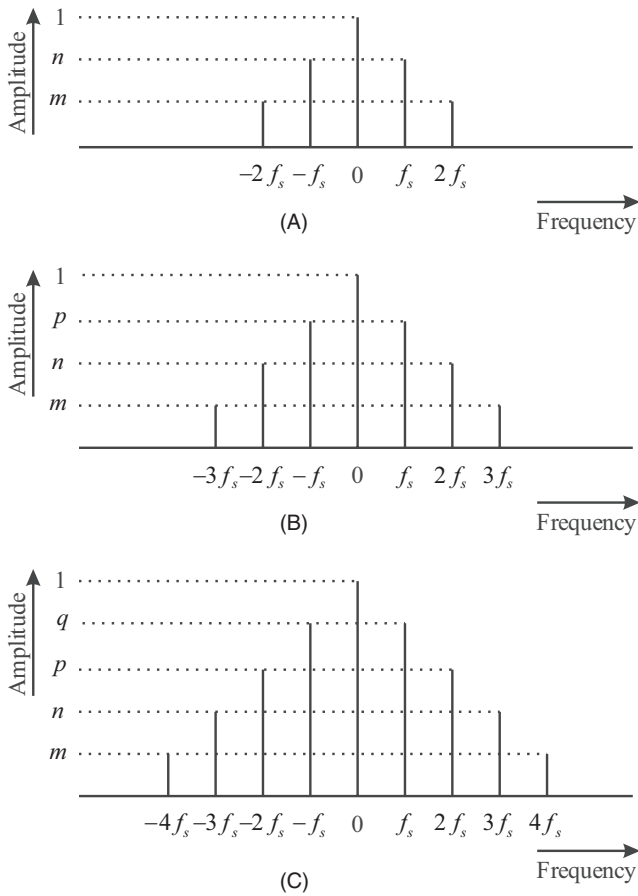 Amplitude
1
n
m
−2fₛ −fₛ 0 fₛ 2fₛ
Frequency
(A)
Amplitude
1
p
n
m
−3fₛ −2fₛ −fₛ 0 fₛ 2fₛ 3fₛ
Frequency
(B)
Amplitude
1
q
p
n
m
−4fₛ −3fₛ −2fₛ −fₛ 0 fₛ 2fₛ 3fₛ 4fₛ
Frequency
(C)